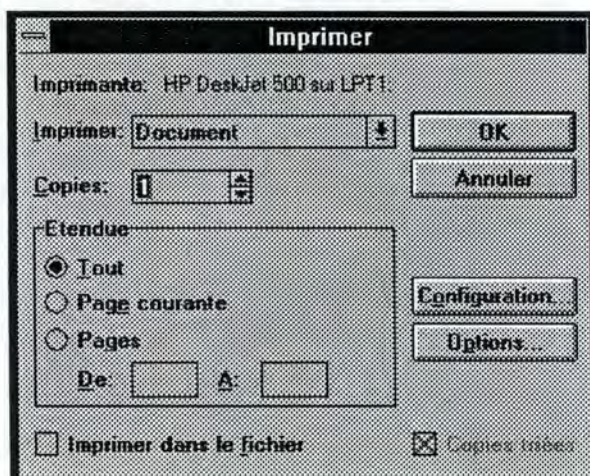 Imprimer
Imprimante: HP DeskJet 500 sur LPT1:
Imprimer: Document
OK
Copies: 1
Annuler
Etendue
Tout
Page courante
Configuration...
Pages
Options...
De: A:
Imprimer dans le fichier
Copies triées